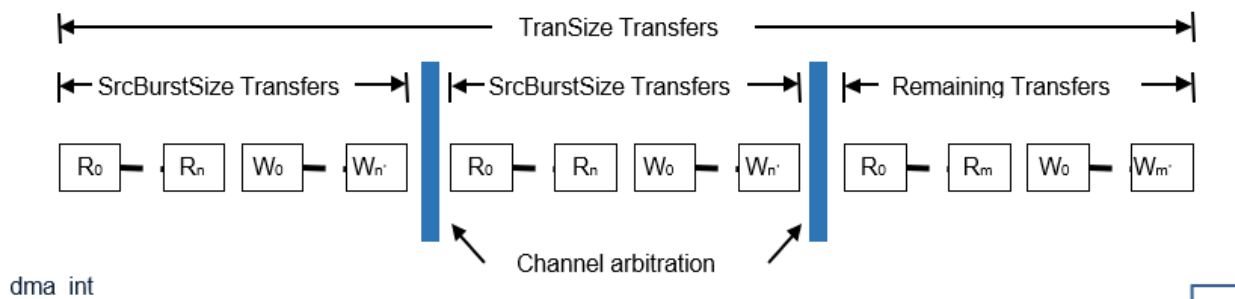 TranSize Transfers
SrcBurstSize Transfers SrcBurstSize Transfers Remaining Transfers
R0 Rn W0 Wn' R0 Rn W0 Wn' R0 Rm W0 Wm'
Channel arbitration
dma_int